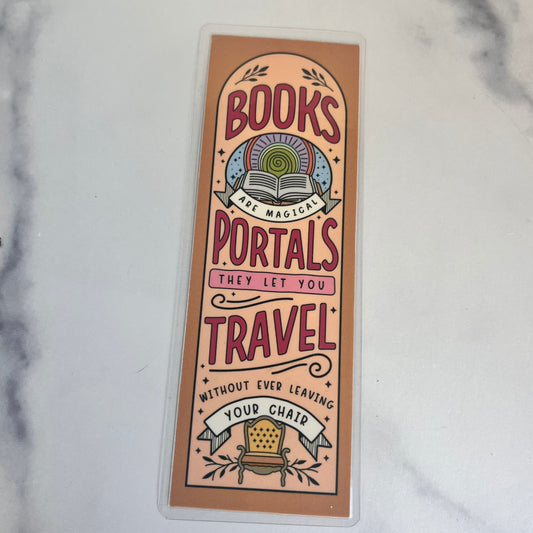 BOOKS
ARE MAGICAL
PORTALS
THEY LET YOU
TRAVEL
WITHOUT EVER LEAVING
YOUR CHAIR